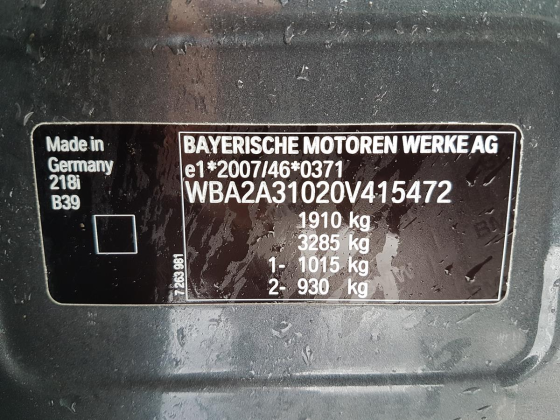 Made in
Germany
218i
B39
7 263 981
BAYERISCHE MOTOREN WERKE AG
e1*2007/46*0371
WBA2A31020V415472
1910 kg
3285 kg
1- 1015 kg
2- 930 kg